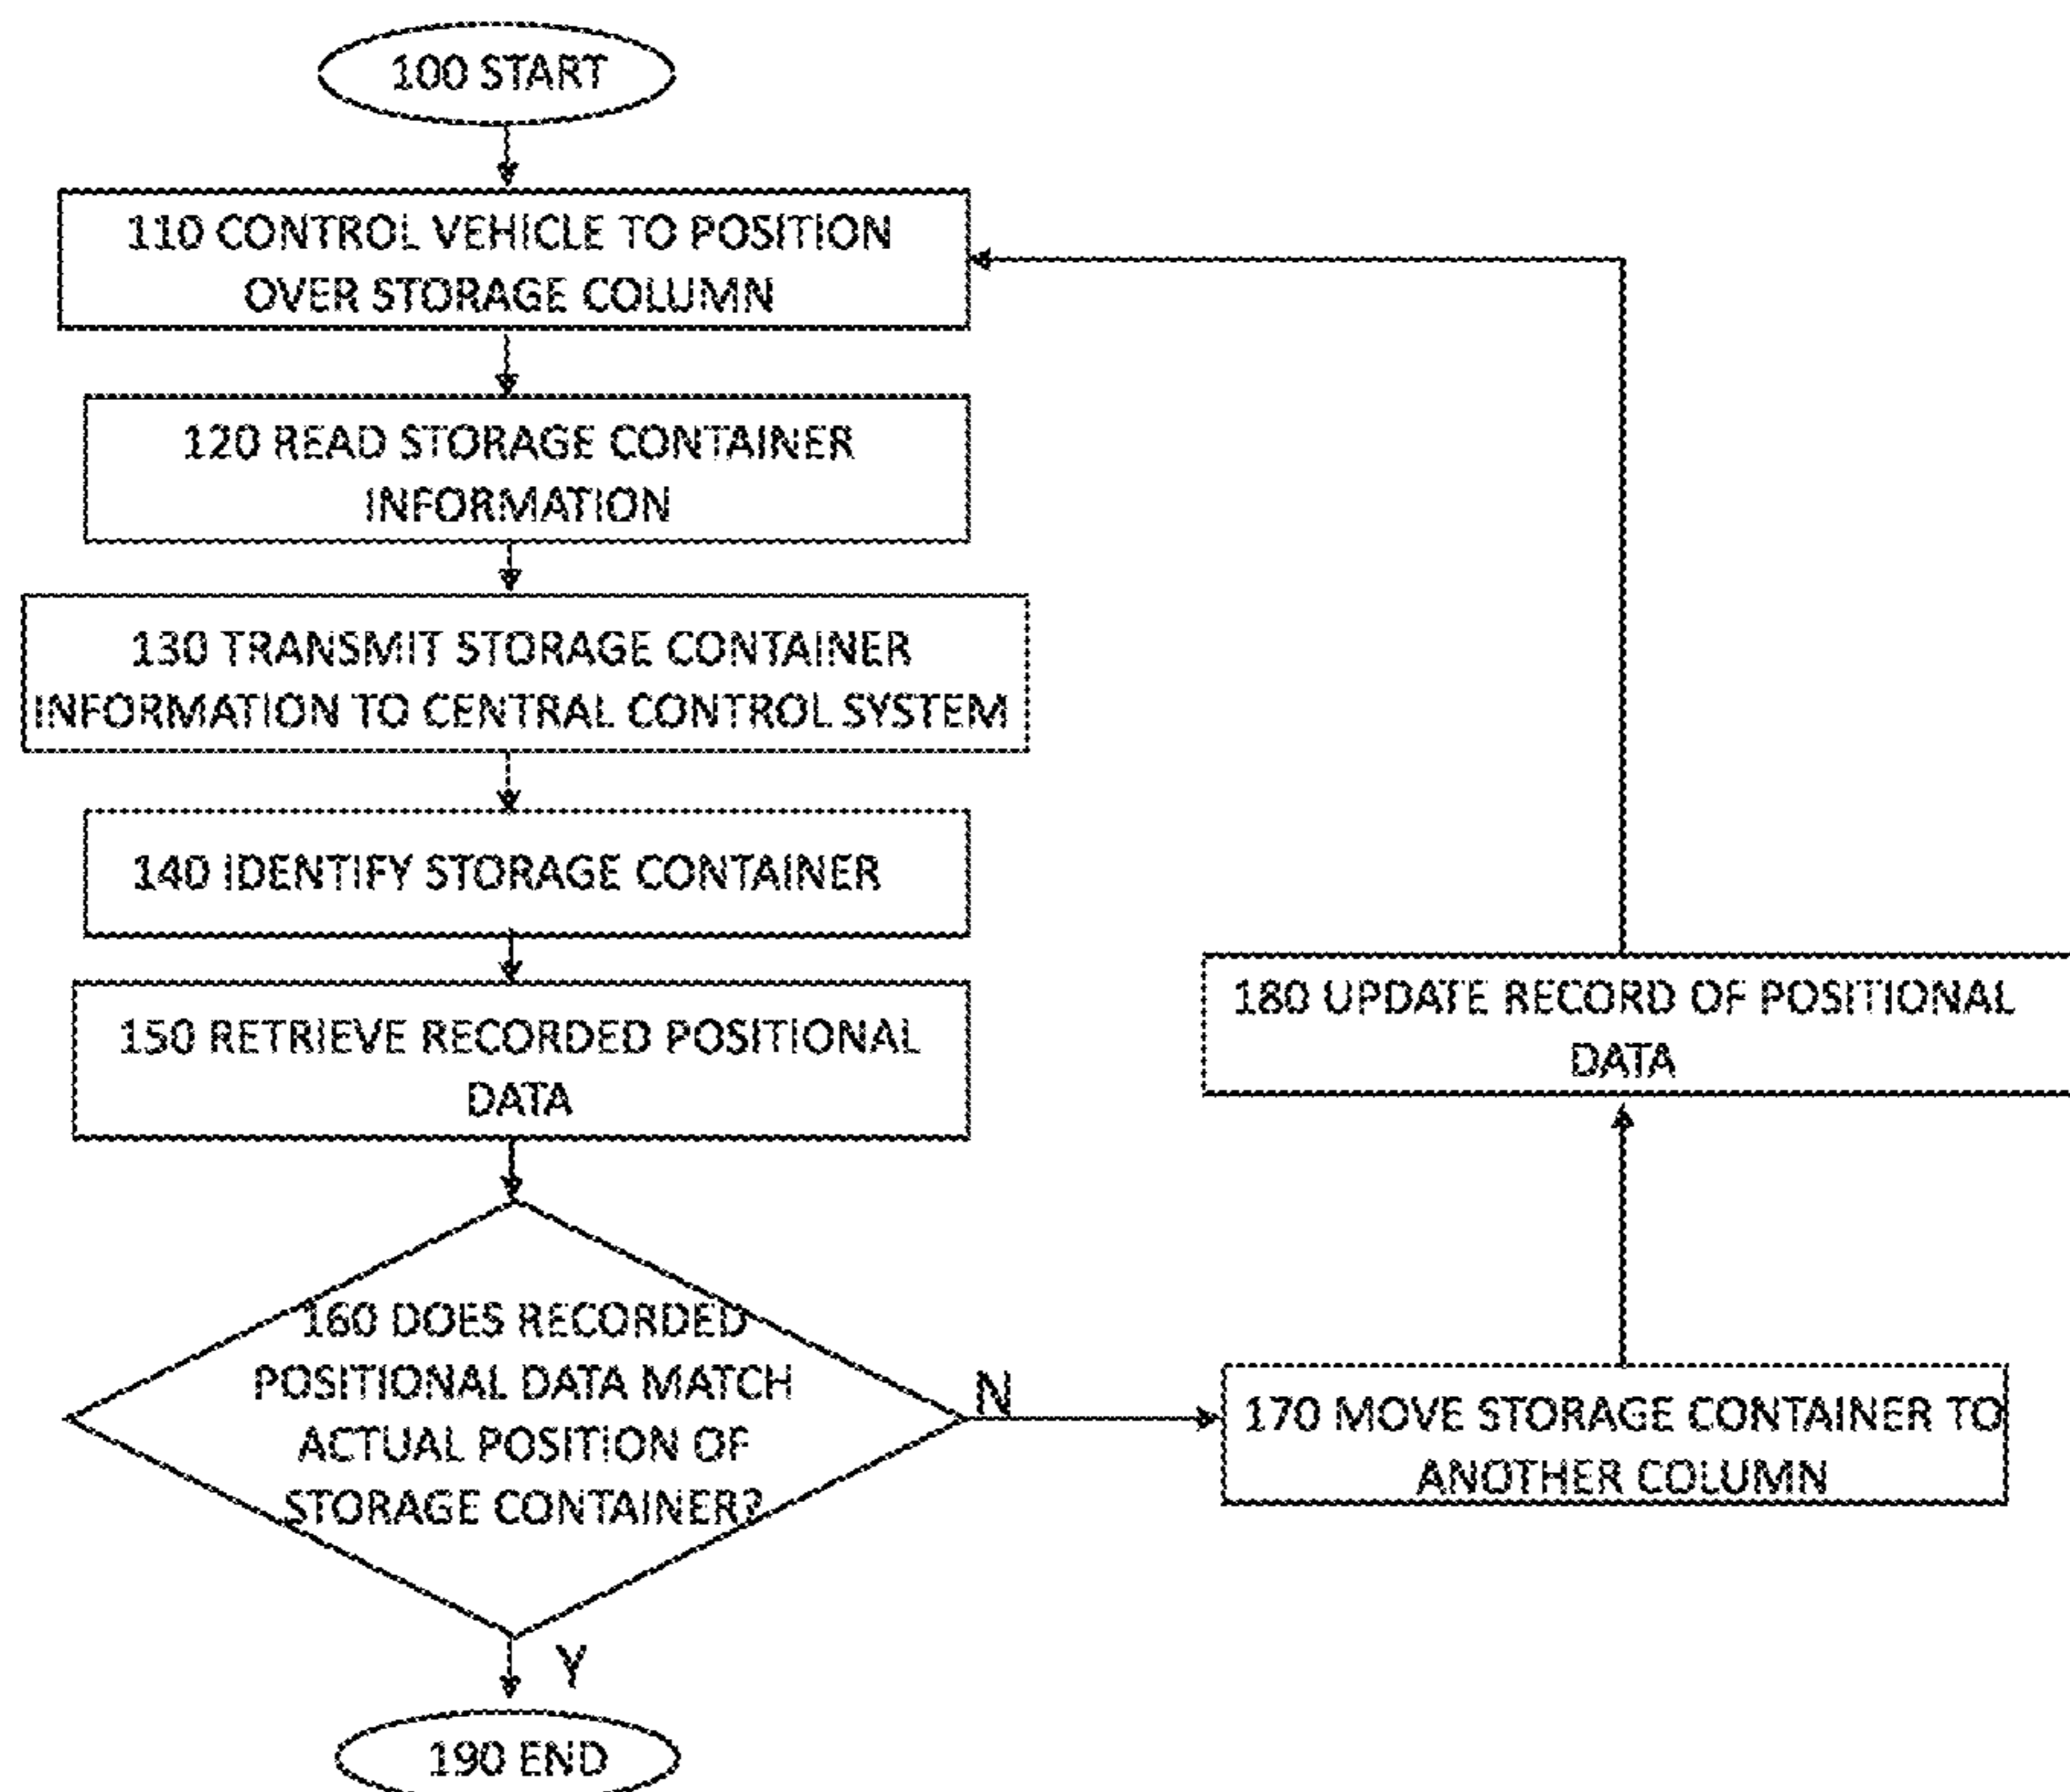 100 START
110 CONTROL VEHICLE TO POSITION
OVER STORAGE COLUMN
120 READ STORAGE CONTAINER
INFORMATION
130 TRANSMIT STORAGE CONTAINER
INFORMATION TO CENTRAL CONTROL SYSTEM
140 IDENTIFY STORAGE CONTAINER
150 RETRIEVE RECORDED POSITIONAL
DATA
160 DOES RECORDED
POSITIONAL DATA MATCH
ACTUAL POSITION OF
STORAGE CONTAINER?
N
170 MOVE STORAGE CONTAINER TO
ANOTHER COLUMN
180 UPDATE RECORD OF POSITIONAL
DATA
Y
190 END